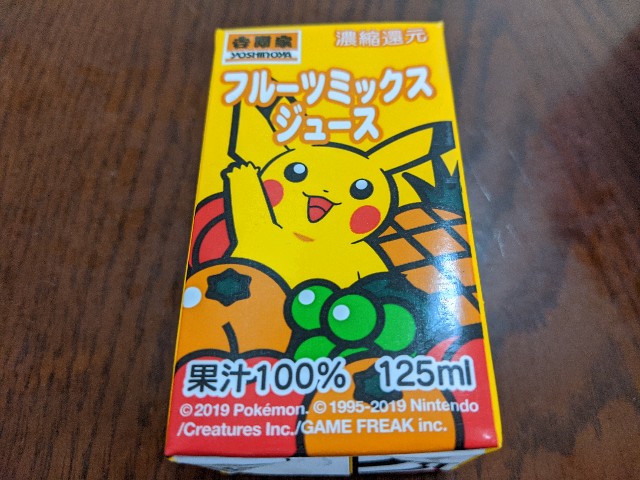 吉野家
YOSHINOYA
濃縮還元
フルーツミックス
ジュース
果汁100% 125ml
©2019 Pokémon. ©1995-2019 Nintendo
/Creatures Inc./GAME FREAK inc.